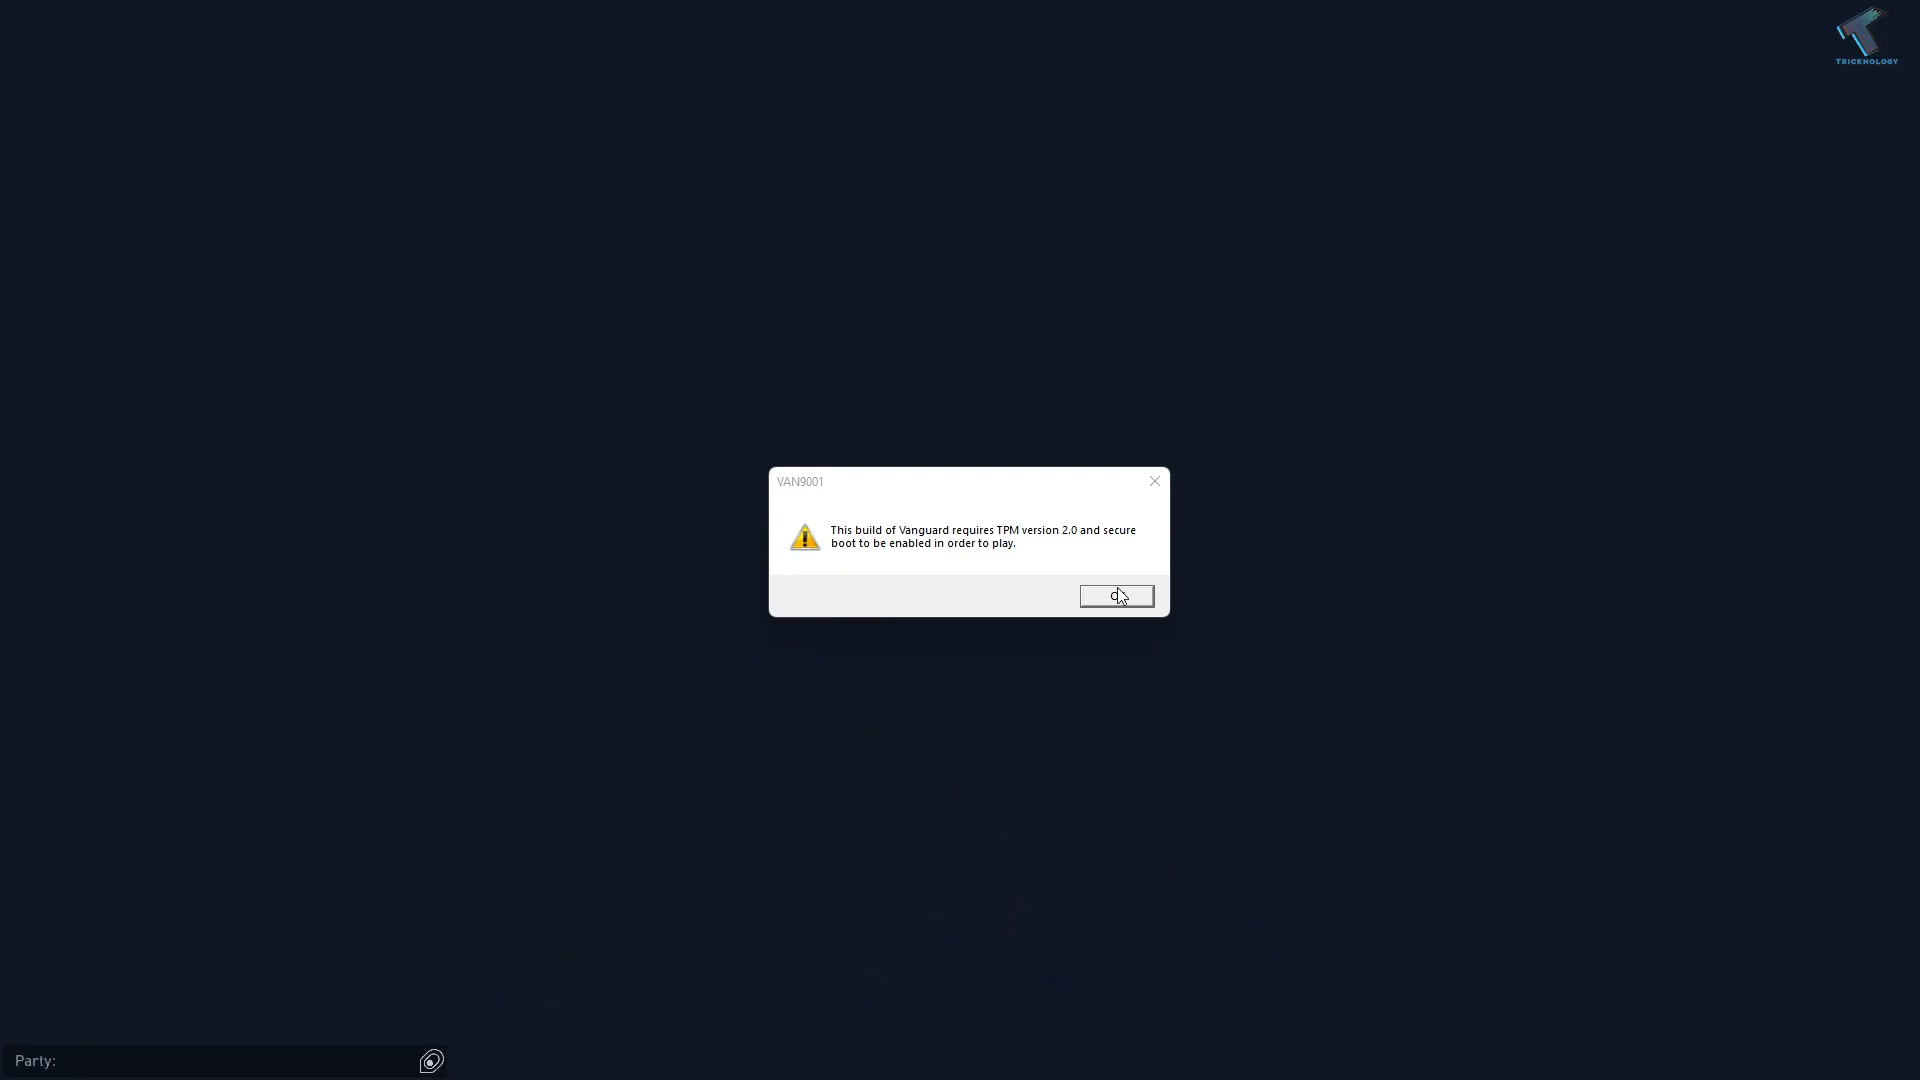 TRICKNOLOGY
VAN9001
This build of Vanguard requires TPM version 2.0 and secure
boot to be enabled in order to play.
Party: